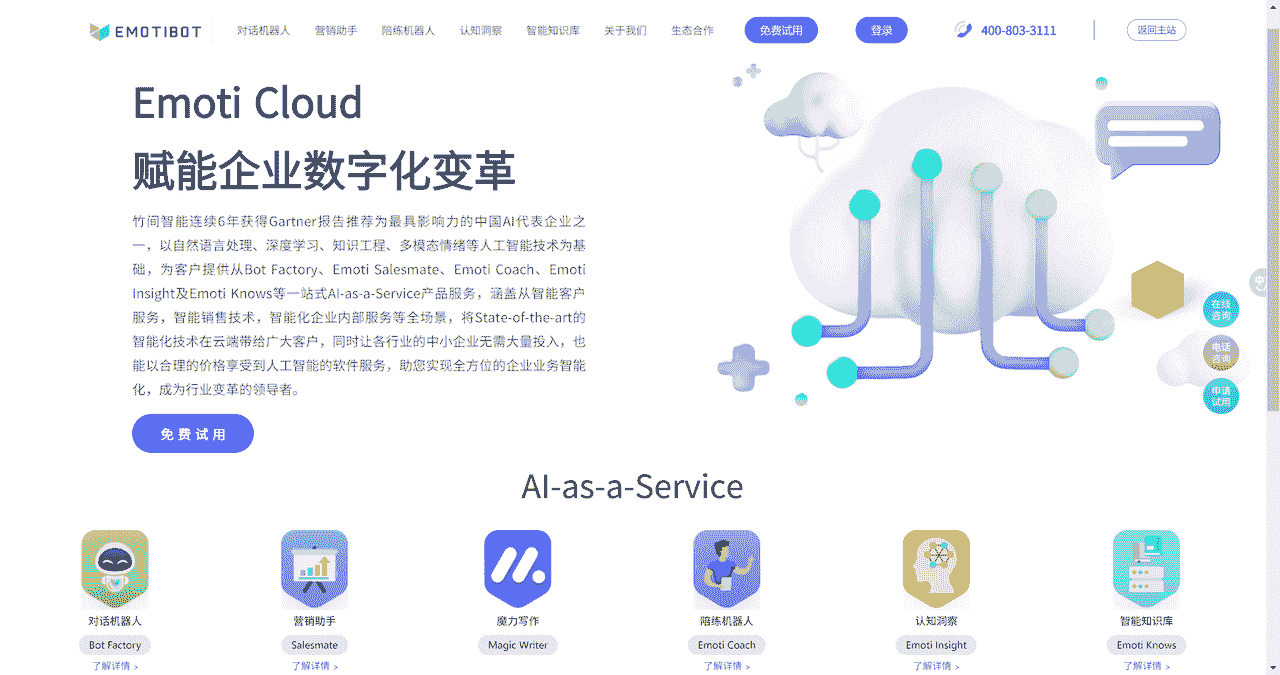 EMOTIBOT 对话机器人 营销助手 陪练机器人 认知洞察 智能知识库 关于我们 生态合作 免费试用 登录 400-803-3111 返回主站
Emoti Cloud
赋能企业数字化变革
竹间智能连续6年获得Gartner报告推荐为最具影响力的中国AI代表企业之
一，以自然语言处理、深度学习、知识工程、多模态情绪等人工智能技术为基
础，为客户提供从Bot Factory、Emoti Salesmate、Emoti Coach、Emoti
insight及Emoti Knows等一站式AI-as-a-Service产品服务，涵盖从智能客户
服务，智能销售技术，智能化企业内部服务等全场景，将State-of-the-art的
智能化技术在云端带给广大客户，同时让各行业的中小企业无需大量投入，也
能以合理的价格享受到人工智能的软件服务，助您实现全方位的企业业务智能
化，成为行业变革的领导者。
免费试用
在线
咨询
电话
咨询
申请
试用
AI-as-a-Service
对话机器人 营销助手 魔力写作 陪练机器人 认知洞察 智能知识库
Bot Factory Salesmate Magic Writer Emoti Coach Emoti Insight Emoti Knows
了解详情 > 了解详情 > 了解详情 > 了解详情 > 了解详情 >